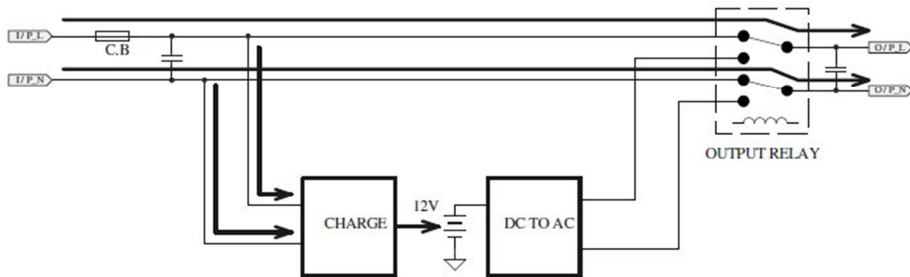 I/P_L
C.B
O/P_L
I/P_N
O/P_N
OUTPUT RELAY
12V
CHARGE
DC TO AC